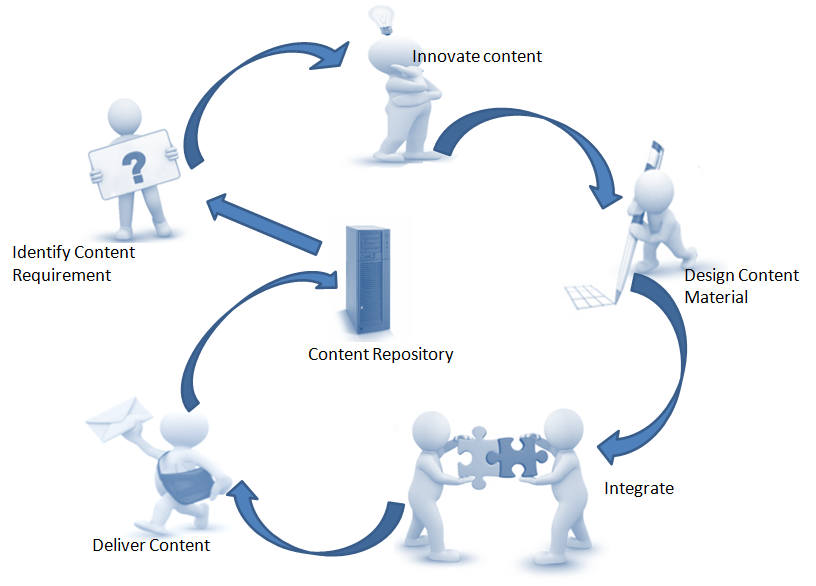 Innovate content
?
Identify Content
Requirement
Design Content
Material
Content Repository
Integrate
Deliver Content